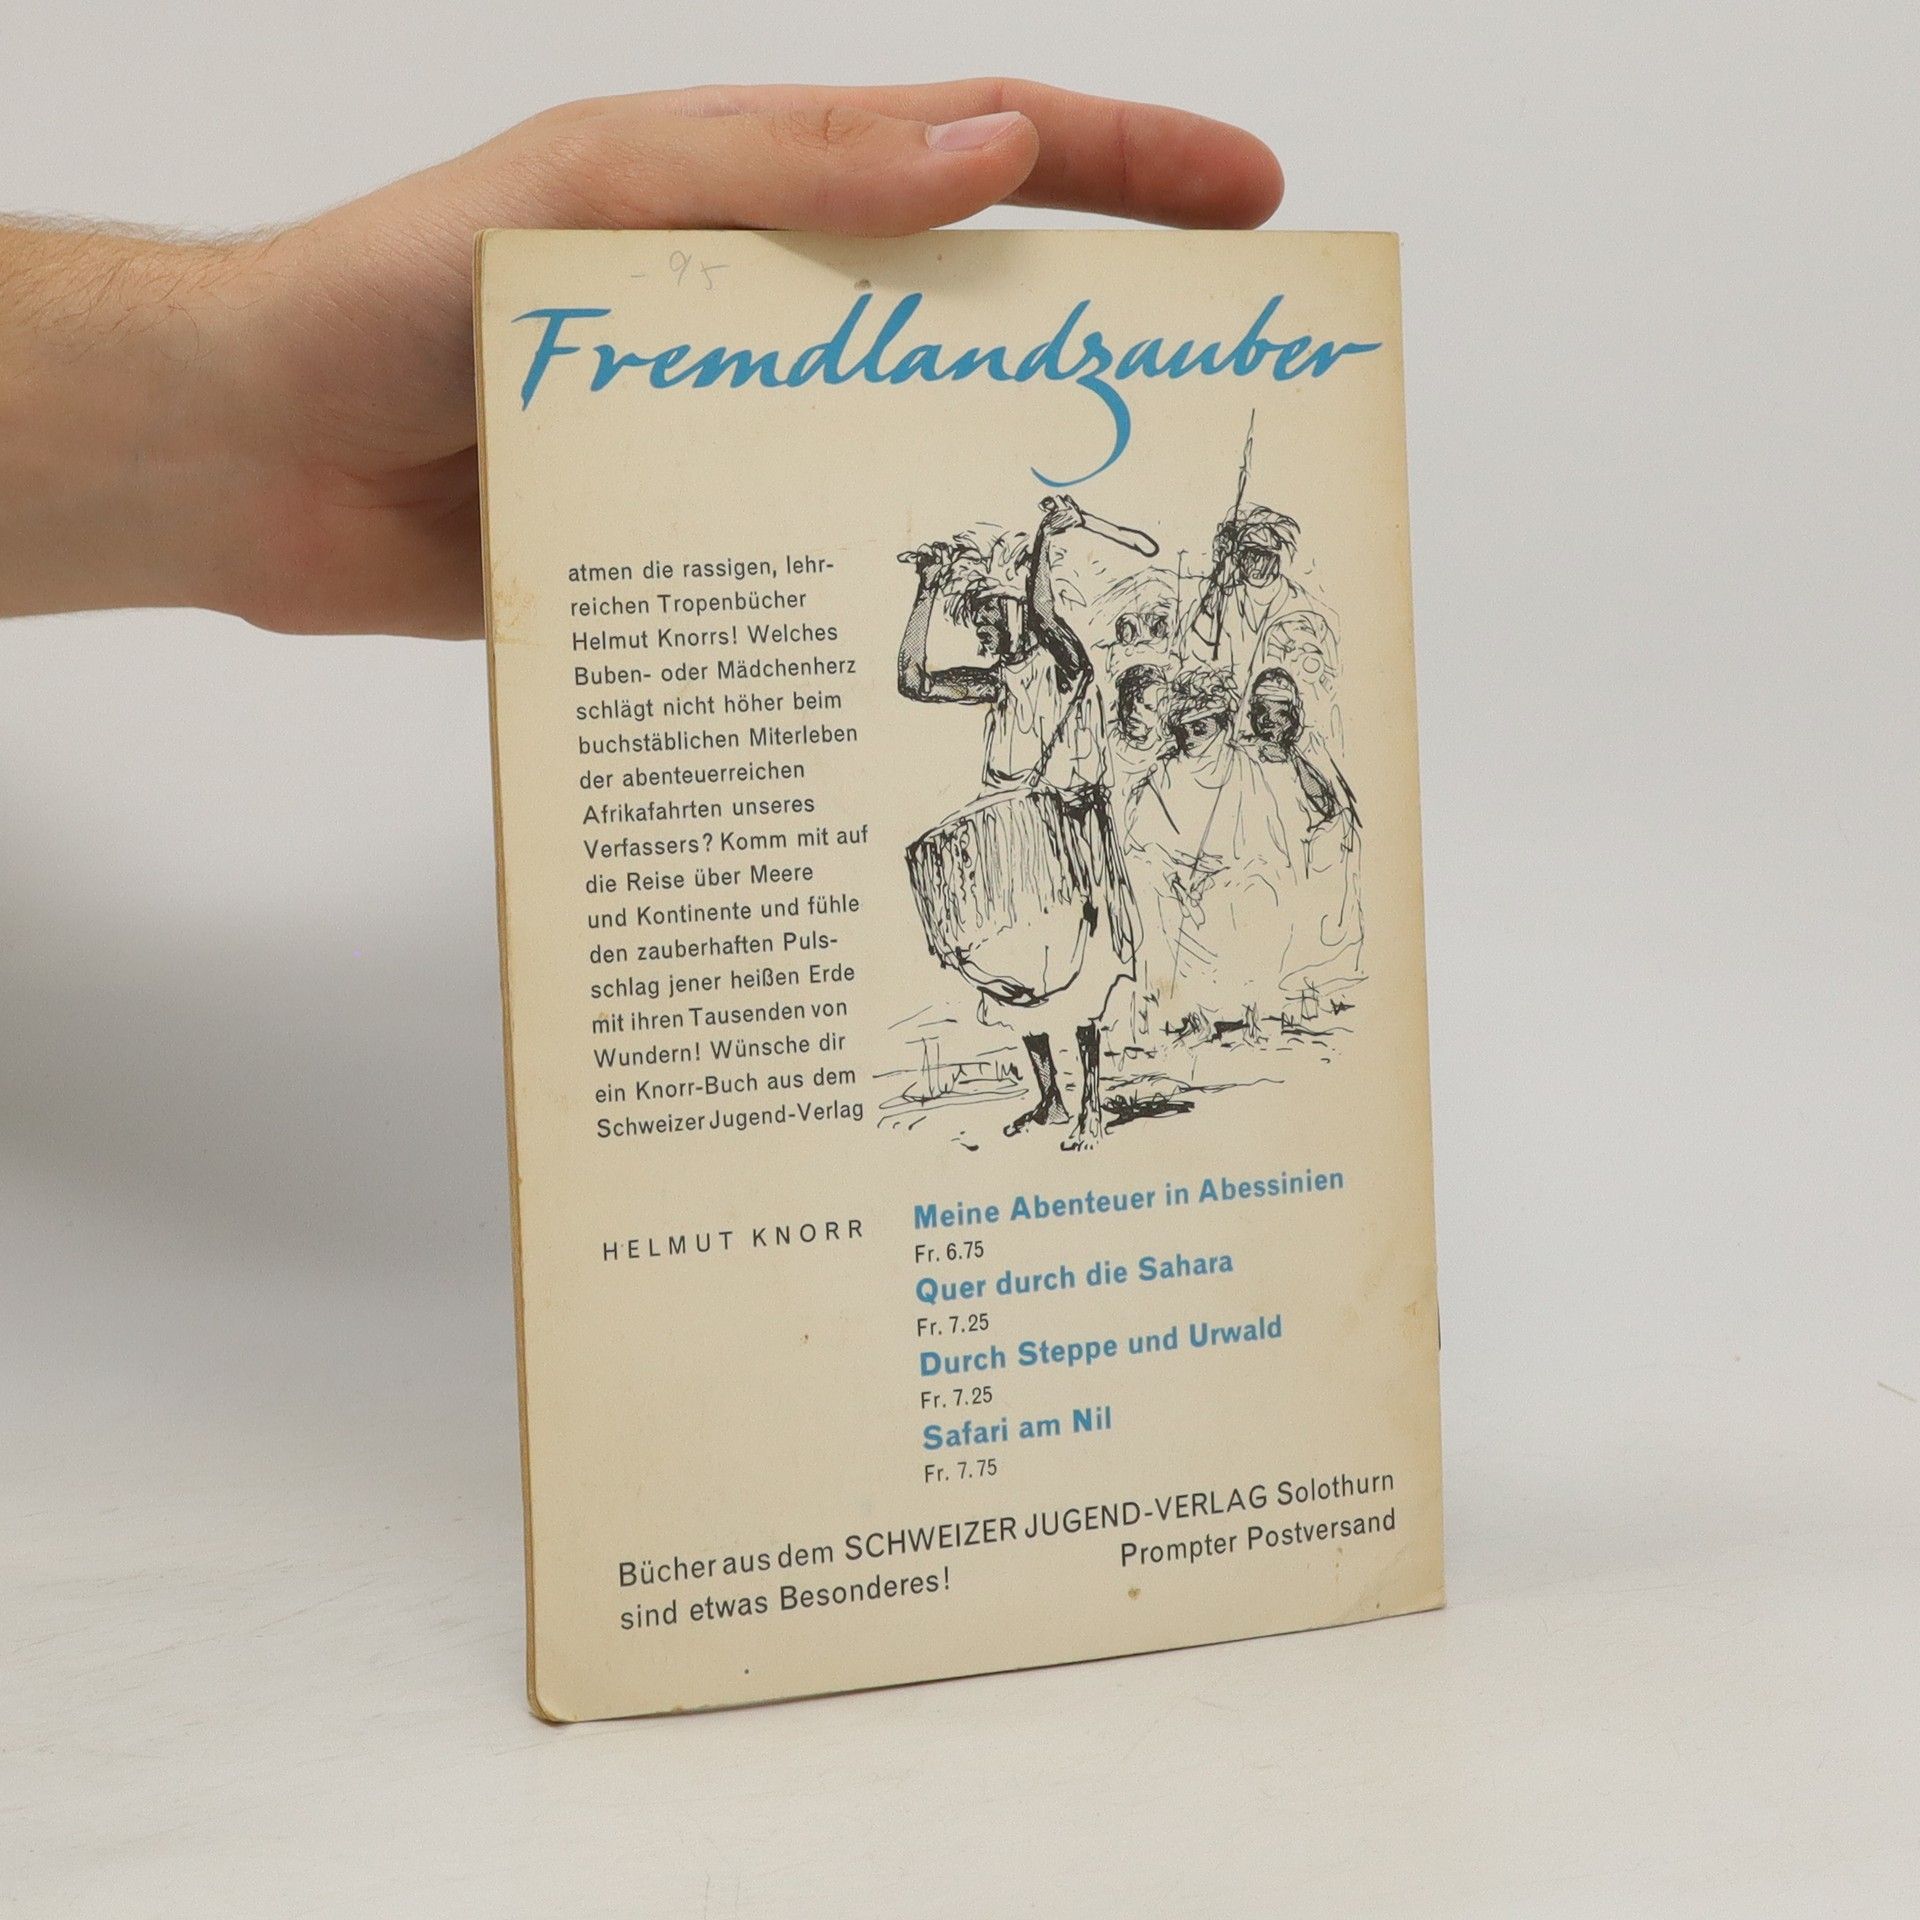 - 95
Fremdlandzauber
atmen die rassigen, lehr-
reichen Tropenbücher
Helmut Knorrs! Welches
Buben- oder Mädchenherz
schlägt nicht höher beim
buchstäblichen Miterleben
der abenteuerreichen
Afrikafahrten unseres
Verfassers? Komm mit auf
die Reise über Meere
und Kontinente und fühle
den zauberhaften Puls-
schlag jener heißen Erde
mit ihren Tausenden von
Wundern! Wünsche dir
ein Knorr-Buch aus dem
Schweizer Jugend-Verlag
HELMUT KNORR
Meine Abenteuer in Abessinien
Fr. 6.75
Quer durch die Sahara
Fr. 7.25
Durch Steppe und Urwald
Fr. 7.25
Safari am Nil
Fr. 7.75
Bücher aus dem SCHWEIZER JUGEND-VERLAG Solothurn
sind etwas Besonderes!
Prompter Postversand